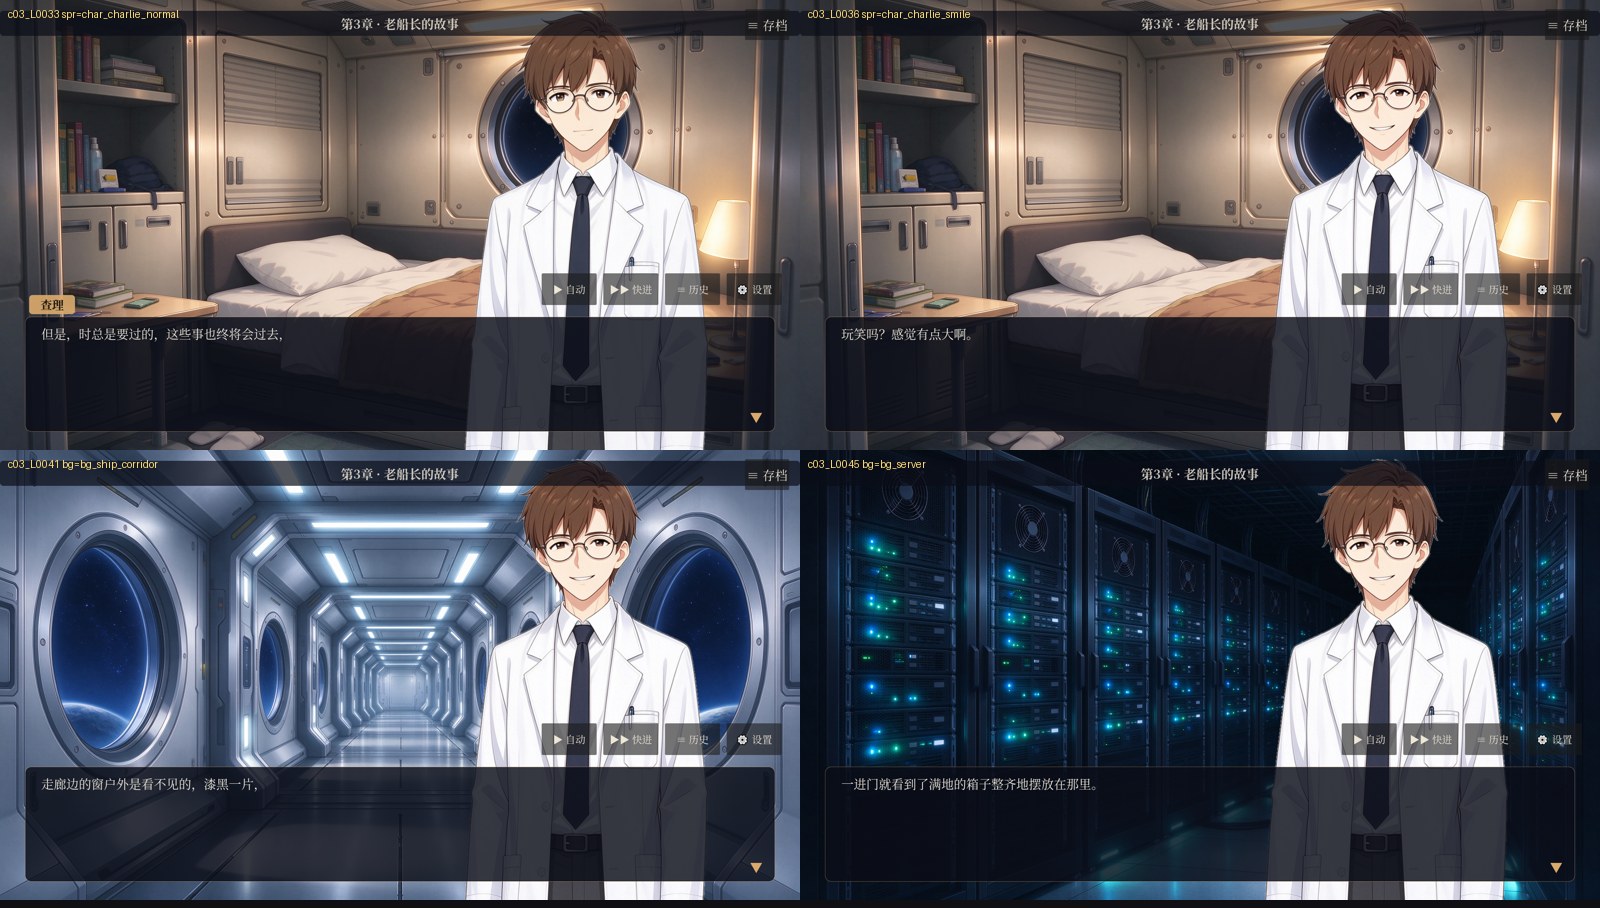 c03_L0033 spr=char_charlie_normal
第3章 · 老船长的故事
≡ 存档
▶ 自动
▶▶ 快进
≡ 历史
设置
查理
但是，时总是要过的，这些事也终将会过去，
c03_L0036 spr=char_charlie_smile
第3章 · 老船长的故事
≡ 存档
▶ 自动
▶▶ 快进
≡ 历史
设置
玩笑吗？感觉有点大啊。
c03_L0041 bg=bg_ship_corridor
第3章 · 老船长的故事
≡ 存档
▶ 自动
▶▶ 快进
≡ 历史
设置
走廊边的窗户外是看不见的，漆黑一片，
c03_L0045 bg=bg_server
第3章 · 老船长的故事
≡ 存档
▶ 自动
▶▶ 快进
≡ 历史
设置
一进门就看到了满地的箱子整齐地摆放在那里。